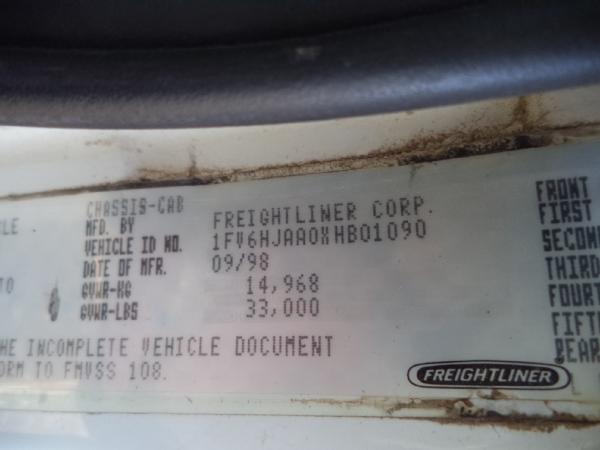 CHASSIS-CAB
MFD. BY FREIGHTLINER CORP.
VEHICLE ID NO. 1FV6HJAA0XHB01090
DATE OF MFR. 09/98
GVWR-KG 14,968
GVWR-LBS 33,000
HE INCOMPLETE VEHICLE DOCUMENT
ORM TO FMVSS 108.
CLE
TO
FRONT
FIRST
SECON
THIRD
FOURT
FIFT
REAR
FREIGHTLINER